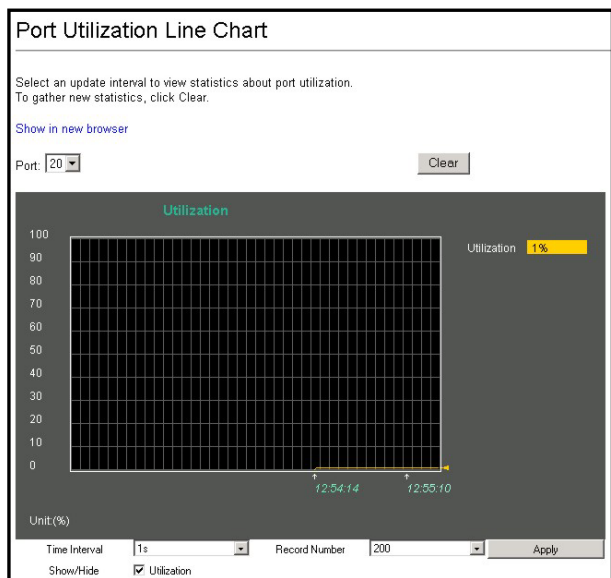 Port Utilization Line Chart
Select an update interval to view statistics about port utilization.
To gather new statistics, click Clear.
Show in new browser
Port: 20
Clear
Utilization
100
90
80
70
60
50
40
30
20
10
0
Utilization 1%
12:54:14 12:55:10
Unit:(%)
Time Interval 1s Record Number 200 Apply
Show/Hide Utilization